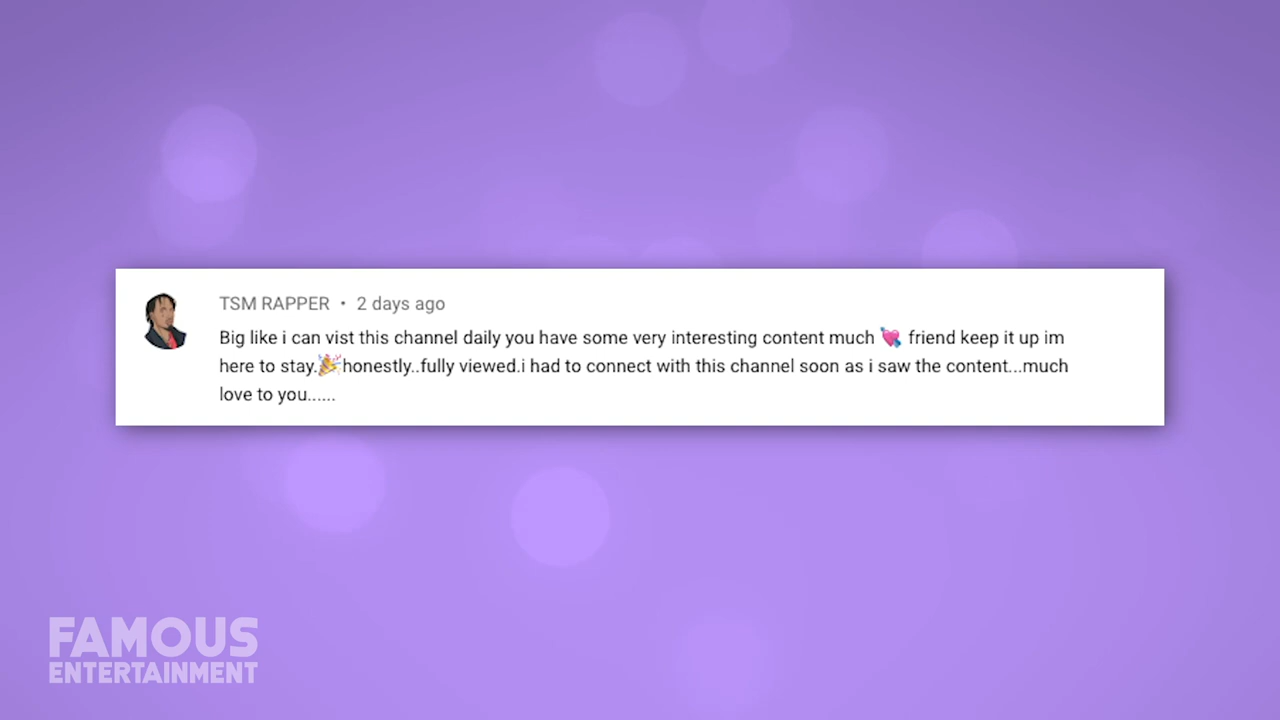 TSM RAPPER • 2 days ago
Big like i can vist this channel daily you have some very interesting content much 💘 friend keep it up im
here to stay.🎉honestly..fully viewed.i had to connect with this channel soon as i saw the content...much
love to you......
FAMOUS
ENTERTAINMENT